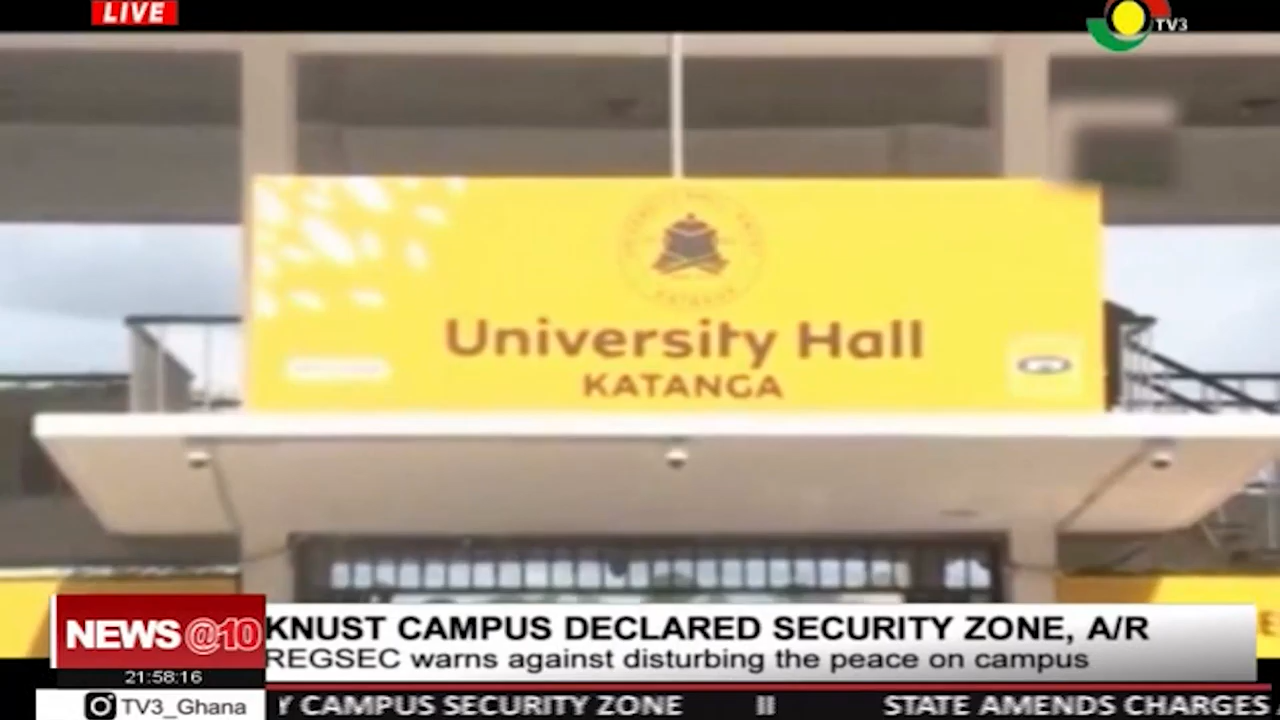 LIVE
TV3
University Hall
KATANGA
NEWS @10
KNUST CAMPUS DECLARED SECURITY ZONE, A/R
REGSEC warns against disturbing the peace on campus
21:58:16
TV3_Ghana
Y CAMPUS SECURITY ZONE || STATE AMENDS CHARGES